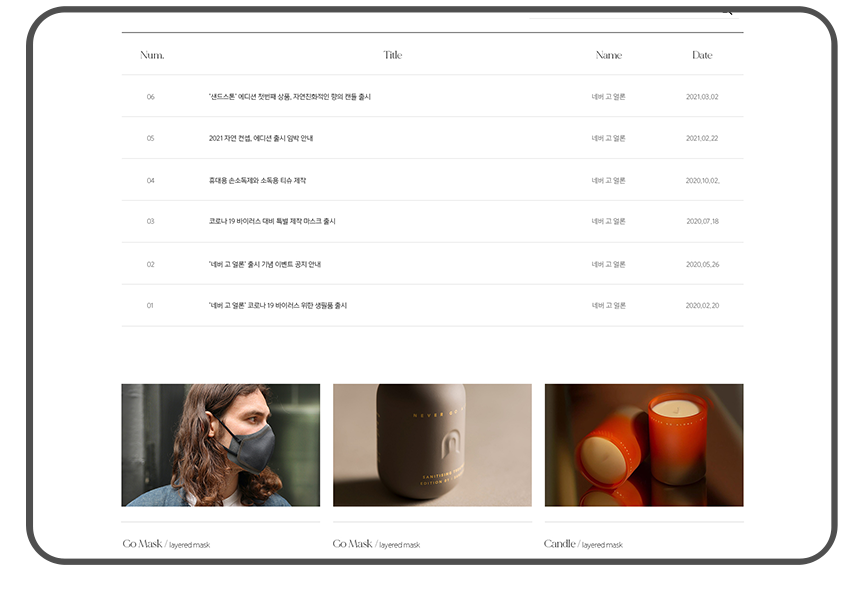 Num. Title Name Date
06 '샌드스톤' 에디션 첫번째 상품, 자연진화적인 향의 캔들 출시 네버 고 얼론 2021.03.02
05 2021 자연 컨셉, 에디션 출시 임박 안내 네버 고 얼론 2021.02.22
04 휴대용 손소독제와 소독용 티슈 제작 네버 고 얼론 2020.10.02.
03 코로나 19 바이러스 대비 특별 제작 마스크 출시 네버 고 얼론 2020.07.18
02 '네버 고 얼론' 출시 기념 이벤트 공지 안내 네버 고 얼론 2020.05.26
01 '네버 고 얼론' 코로나 19 바이러스 위한 생필품 출시 네버 고 얼론 2020.02.20
NEVER
SANITISING
EDITION
Go Mask / layered mask
Go Mask / layered mask
Candle / layered mask